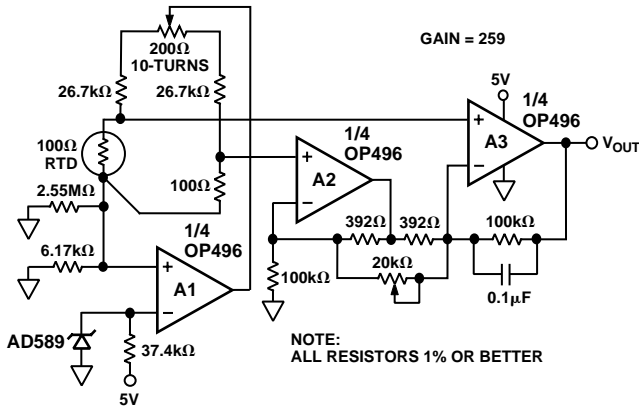 200Ω
10-TURNS
GAIN = 259
26.7kΩ
26.7kΩ
5V
1/4
OP496
+
A3
−
VOUT
100Ω
RTD
1/4
OP496
+
A2
−
100Ω
2.55MΩ
392Ω
392Ω
100kΩ
1/4
OP496
6.17kΩ
+
A1
−
100kΩ
20kΩ
0.1µF
AD589
37.4kΩ
5V
NOTE:
ALL RESISTORS 1% OR BETTER